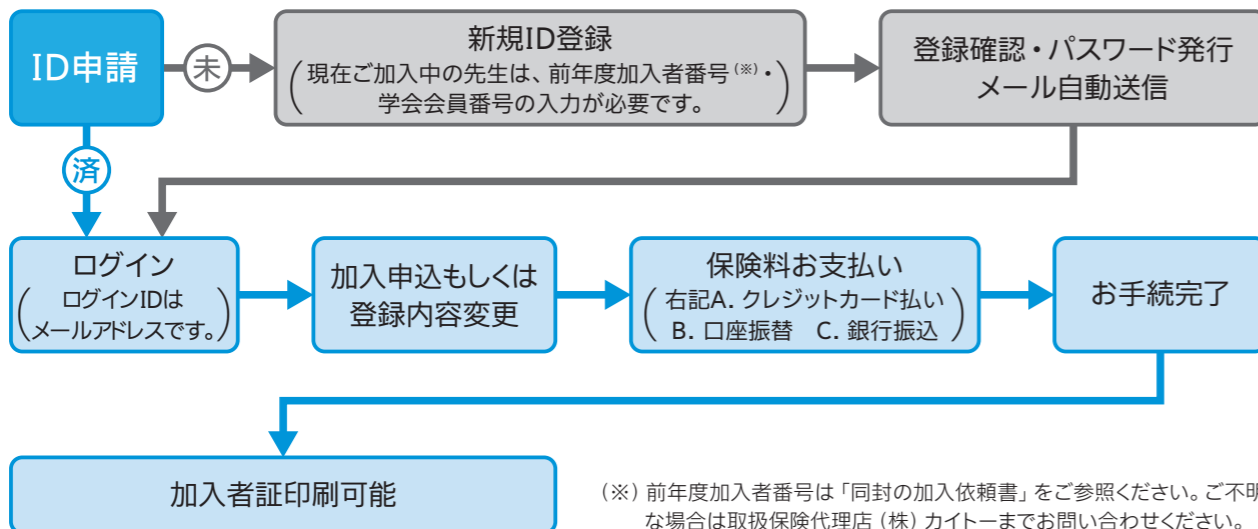 ID申請
未
新規ID登録
(現在ご加入中の先生は、前年度加入者番号(※)・
学会会員番号の入力が必要です。)
登録確認・パスワード発行
メール自動送信
済
ログイン
(ログインIDは
メールアドレスです。)
加入申込もしくは
登録内容変更
保険料お支払い
(右記A. クレジットカード払い
B. 口座振替 C. 銀行振込)
お手続完了
加入者証印刷可能
(※) 前年度加入者番号は「同封の加入依頼書」をご参照ください。ご不明
な場合は取扱保険代理店 (株) カイトーまでお問い合わせください。